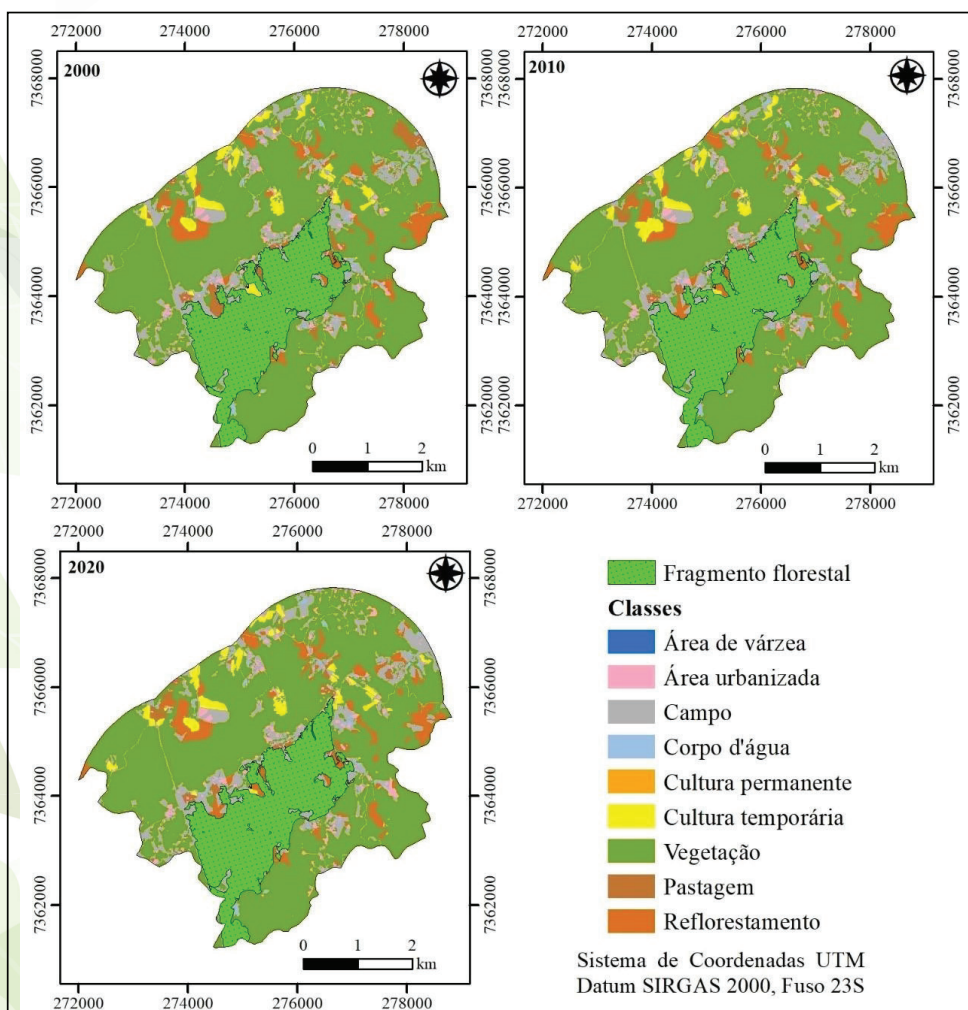 272000 274000 276000 278000
2000
7368000
7366000
7364000
7362000
0 1 2
km
272000 274000 276000 278000
272000 274000 276000 278000
2010
7368000
7366000
7364000
7362000
7368000
7366000
7364000
7362000
0 1 2
km
272000 274000 276000 278000
272000 274000 276000 278000
2020
7368000
7366000
7364000
7362000
0 1 2
km
272000 274000 276000 278000
Fragmento florestal
Classes
Área de várzea
Área urbanizada
Campo
Corpo d'água
Cultura permanente
Cultura temporária
Vegetação
Pastagem
Reflorestamento
Sistema de Coordenadas UTM
Datum SIRGAS 2000, Fuso 23S